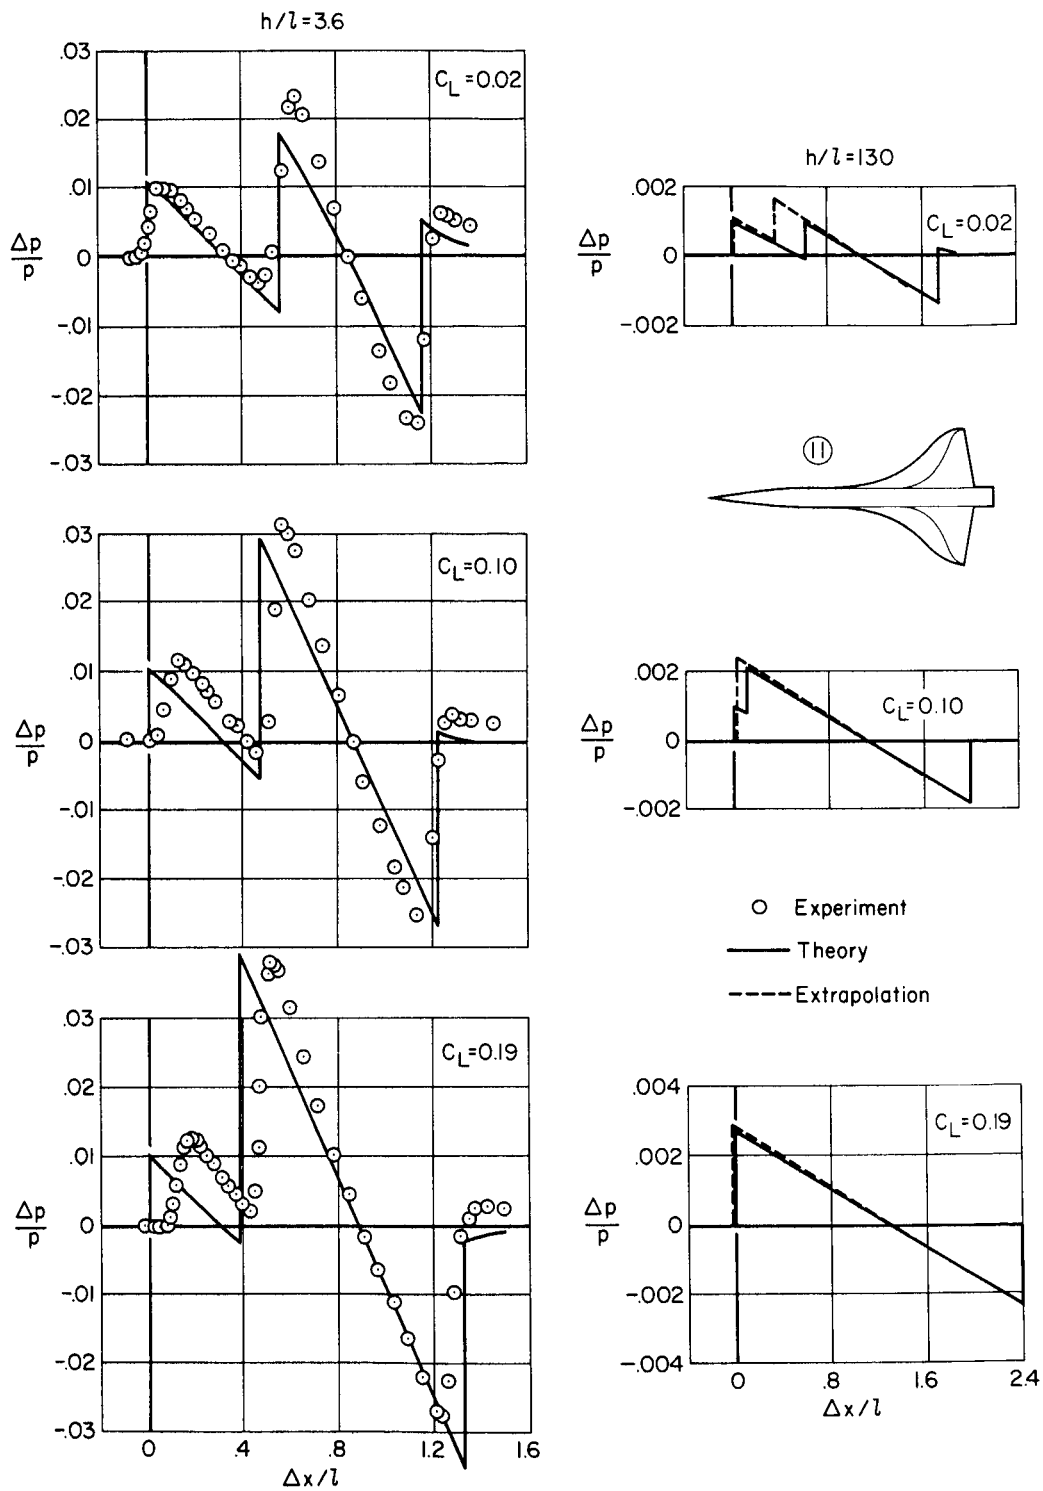 h/l=3.6
.03
.02
.01
0
-.01
-.02
-.03
Δp
p
C_L=0.02
h/l=130
.002
0
-.002
Δp
p
C_L=0.02
11
.03
.02
.01
0
-.01
-.02
-.03
Δp
p
C_L=0.10
.002
0
-.002
Δp
p
C_L=0.10
Experiment
Theory
Extrapolation
.03
.02
.01
0
-.01
-.02
-.03
Δp
p
C_L=0.19
0 .4 .8 1.2 1.6
Δx/l
.004
.002
0
-.002
-.004
Δp
p
C_L=0.19
0 .8 1.6 2.4
Δx/l